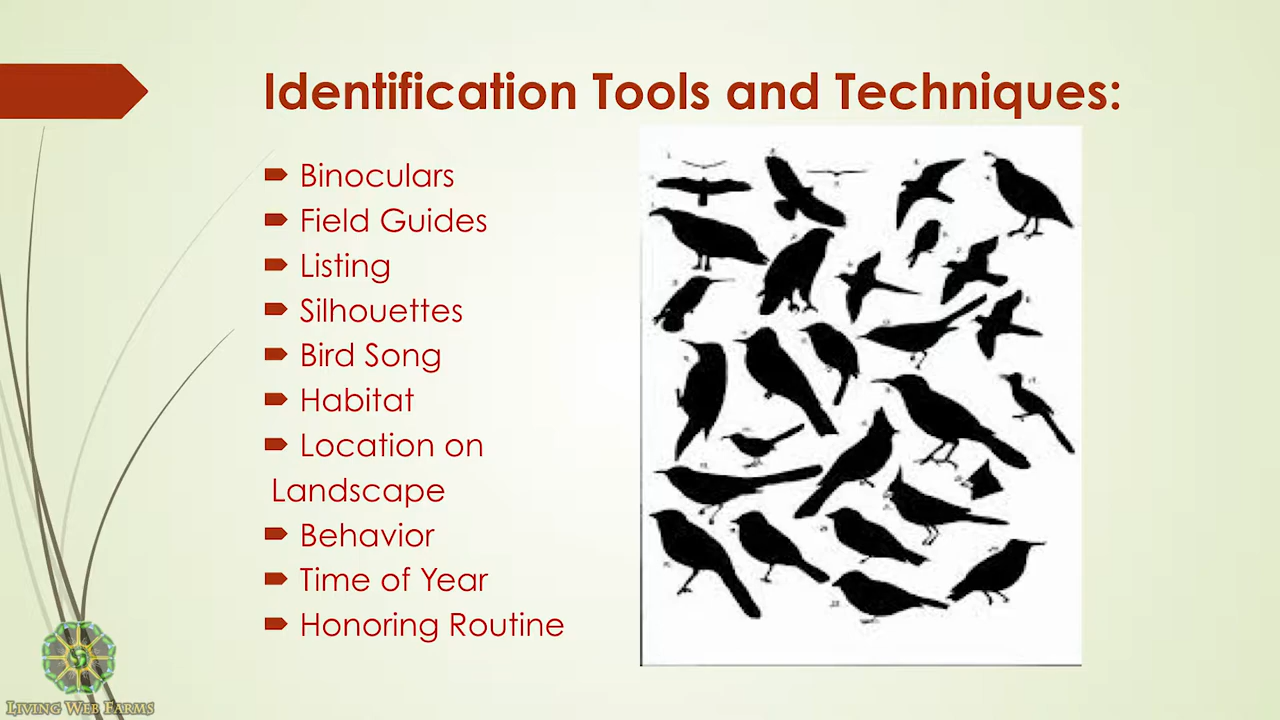 Identification Tools and Techniques:
Binoculars
Field Guides
Listing
Silhouettes
Bird Song
Habitat
Location on
Landscape
Behavior
Time of Year
Honoring Routine
LIVING WEB FARMS